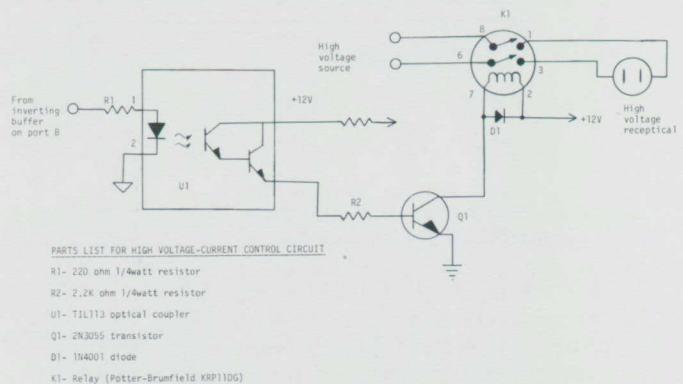 K1
8
1
High
voltage
source
6
3
7
2
From
inverting
buffer
on port B
R1
1
2
+12V
U1
D1
+12V
High
voltage
receptical
R2
Q1
PARTS LIST FOR HIGH VOLTAGE-CURRENT CONTROL CIRCUIT
R1- 220 ohm 1/4watt resistor
R2- 2.2K ohm 1/4watt resistor
U1- TIL113 optical coupler
Q1- 2N3055 transistor
D1- 1N4001 diode
K1- Relay (Potter-Brumfield KRP11DG)